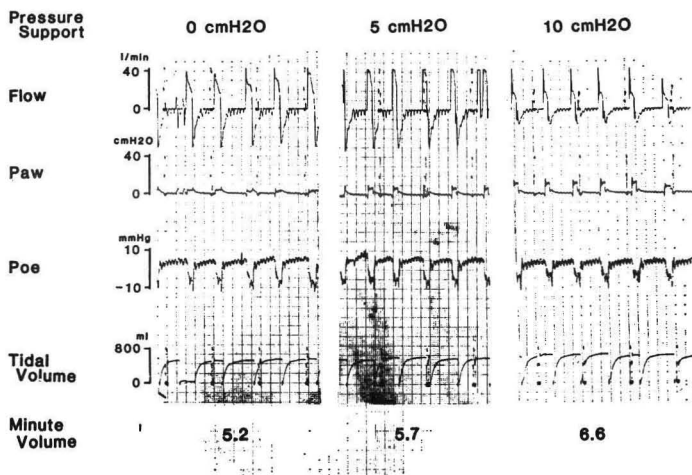 Pressure Support 0 cmH2O 5 cmH2O 10 cmH2O
l/min
Flow 40
0
cmH2O
Paw 40
0
mmHg
Poe 10
-10
ml
Tidal Volume 800
0
Minute Volume 5.2 5.7 6.6